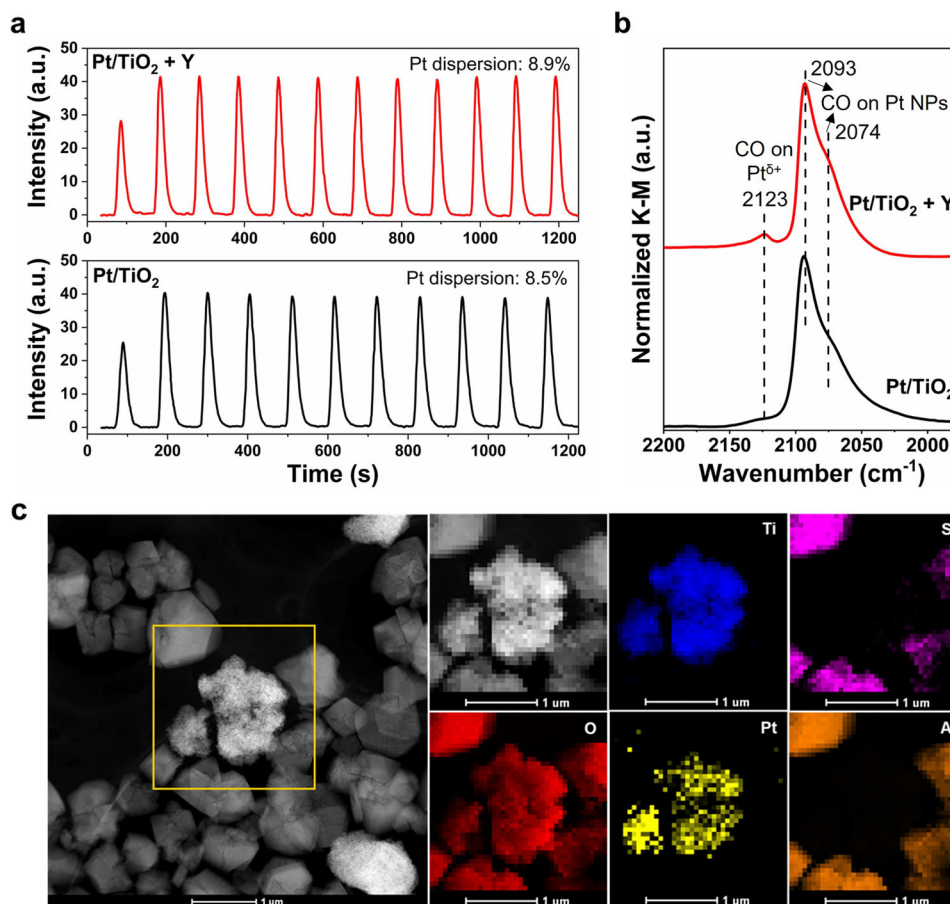 a
Intensity (a.u.)
50
40
30
20
10
0
Pt/TiO₂ + Y
Pt dispersion: 8.9%
0 200 400 600 800 1000 1200
Intensity (a.u.)
50
40
30
20
10
0
Pt/TiO₂
Pt dispersion: 8.5%
0 200 400 600 800 1000 1200
Time (s)
b
Normalized K-M (a.u.)
2093
CO on Pt NPs
2074
CO on
Ptᵟ⁺
2123
Pt/TiO₂ + Y
Pt/TiO₂
2200 2150 2100 2050 2000
Wavenumber (cm⁻¹)
c
1 um
1 um
Ti
1 um
S
1 um
O
1 um
Pt
1 um
A
1 um